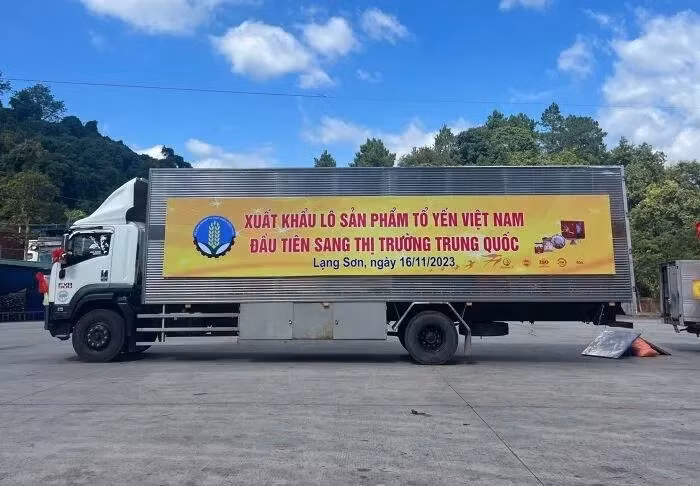 XUẤT KHẨU LÔ SẢN PHẨM TỔ YẾN VIỆT NAM
ĐẦU TIÊN SANG THỊ TRƯỜNG TRUNG QUỐC
Lạng Sơn, ngày 16/11/2023
ISO